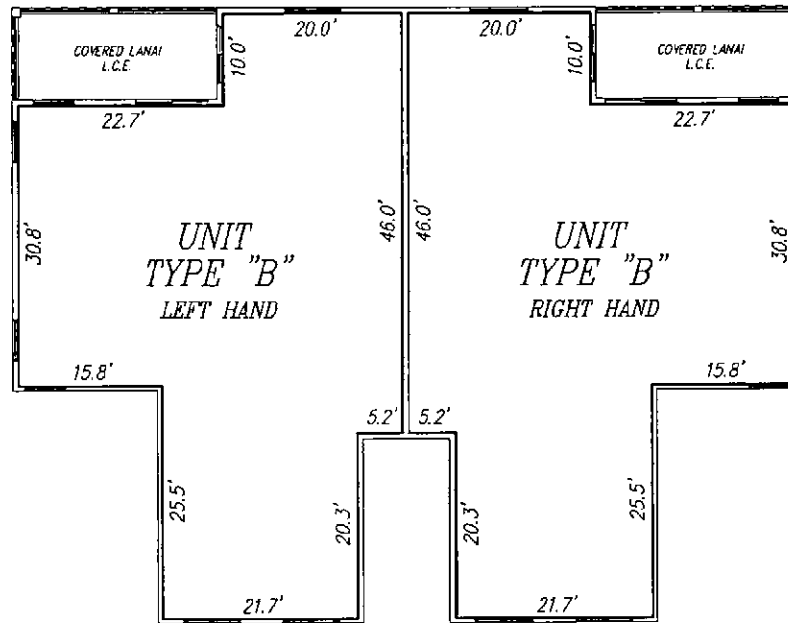 COVERED LANAI
L.C.E.
20.0'
10.0'
22.7'
30.8'
46.0'
UNIT
TYPE "B"
LEFT HAND
15.8'
5.2'
25.5'
20.3'
21.7'
20.0'
10.0'
COVERED LANAI
L.C.E.
22.7'
46.0'
30.8'
UNIT
TYPE "B"
RIGHT HAND
15.8'
5.2'
20.3'
25.5'
21.7'